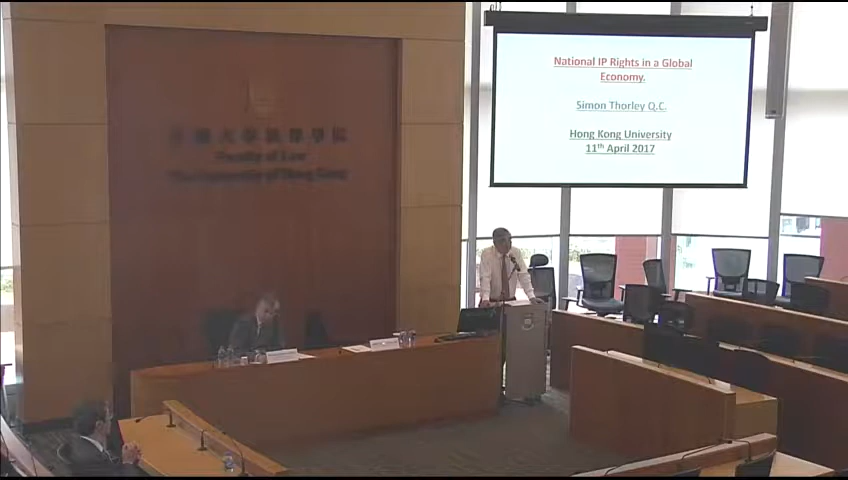 National IP Rights in a Global
Economy.
Simon Thorley Q.C.
Hong Kong University
11th April 2017
Faculty of Law
The University of Hong Kong